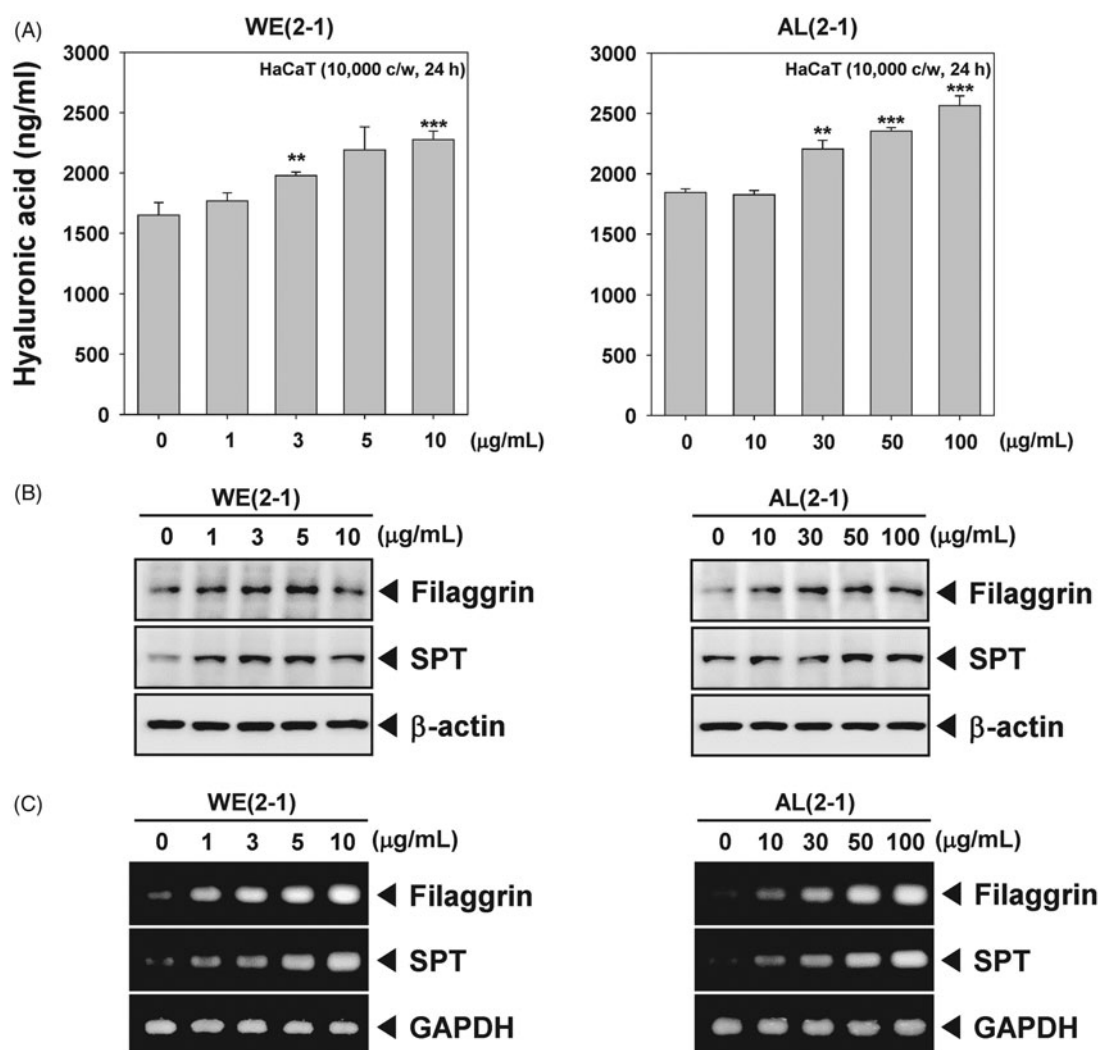 (A)
WE(2-1)
AL(2-1)
Hyaluronic acid (ng/ml)
3000
2500
2000
1500
1000
500
0
HaCaT (10,000 c/w, 24 h)
**
***
0 1 3 5 10 (μg/mL)
3000
2500
2000
1500
1000
500
0
HaCaT (10,000 c/w, 24 h)
**
***
***
0 10 30 50 100 (μg/mL)
(B)
WE(2-1)
0 1 3 5 10 (μg/mL)
Filaggrin
SPT
β-actin
AL(2-1)
0 10 30 50 100 (μg/mL)
Filaggrin
SPT
β-actin
(C)
WE(2-1)
0 1 3 5 10 (μg/mL)
Filaggrin
SPT
GAPDH
AL(2-1)
0 10 30 50 100 (μg/mL)
Filaggrin
SPT
GAPDH